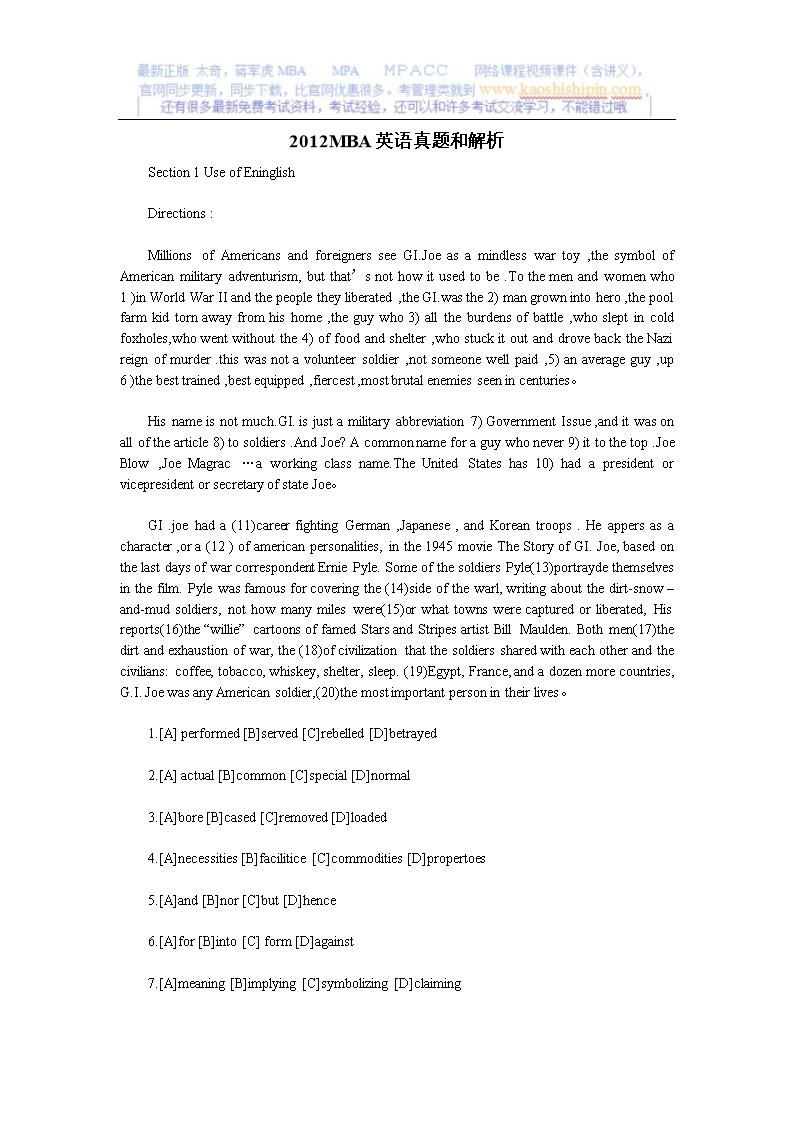 最新正版 太奇，蒋军虎 MBA MPA MPACC 网络课程视频课件（含讲义），
官网同步更新，同步下载，比官网优惠很多。考管理类就到 www.kaoshishipin.com，
还有很多最新免费考试资料，考试经验，还可以和许多考试交流学习，不能错过哦
2012MBA 英语真题和解析
Section 1 Use of Eninglish
Directions :
Millions of Americans and foreigners see GI.Joe as a mindless war toy ,the symbol of
American military adventurism, but that’s not how it used to be .To the men and women who
1 )in World War II and the people they liberated ,the GI.was the 2) man grown into hero ,the pool
farm kid torn away from his home ,the guy who 3) all the burdens of battle ,who slept in cold
foxholes,who went without the 4) of food and shelter ,who stuck it out and drove back the Nazi
reign of murder .this was not a volunteer soldier ,not someone well paid ,5) an average guy ,up
6 )the best trained ,best equipped ,fiercest ,most brutal enemies seen in centuries。
His name is not much.GI. is just a military abbreviation 7) Government Issue ,and it was on
all of the article 8) to soldiers .And Joe? A common name for a guy who never 9) it to the top .Joe
Blow ,Joe Magrac …a working class name.The United States has 10) had a president or
vicepresident or secretary of state Joe。
GI .joe had a (11)career fighting German ,Japanese , and Korean troops . He appers as a
character ,or a (12 ) of american personalities, in the 1945 movie The Story of GI. Joe, based on
the last days of war correspondent Ernie Pyle. Some of the soldiers Pyle(13)portrayde themselves
in the film. Pyle was famous for covering the (14)side of the warl, writing about the dirt-snow –
and-mud soldiers, not how many miles were(15)or what towns were captured or liberated, His
reports(16)the “willie” cartoons of famed Stars and Stripes artist Bill Maulden. Both men(17)the
dirt and exhaustion of war, the (18)of civilization that the soldiers shared with each other and the
civilians: coffee, tobacco, whiskey, shelter, sleep. (19)Egypt, France, and a dozen more countries,
G.I. Joe was any American soldier,(20)the most important person in their lives。
1.[A] performed [B]served [C]rebelled [D]betrayed
2.[A] actual [B]common [C]special [D]normal
3.[A]bore [B]cased [C]removed [D]loaded
4.[A]necessities [B]facilitice [C]commodities [D]propertoes
5.[A]and [B]nor [C]but [D]hence
6.[A]for [B]into [C] form [D]against
7.[A]meaning [B]implying [C]symbolizing [D]claiming